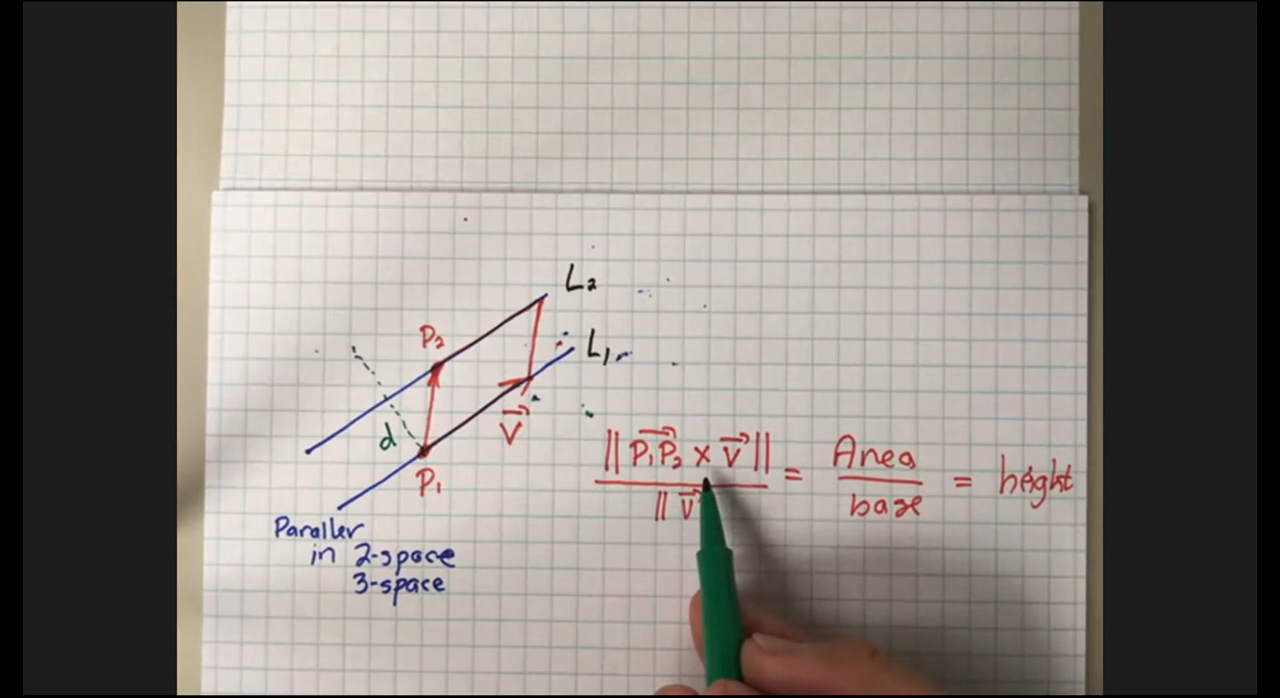 L₂
P₂
L₁
d
V⃗
P₁
|| P₁P₂ × V⃗ || / || V⃗ = Area / base = height
Paraller
in 2-space
3-space